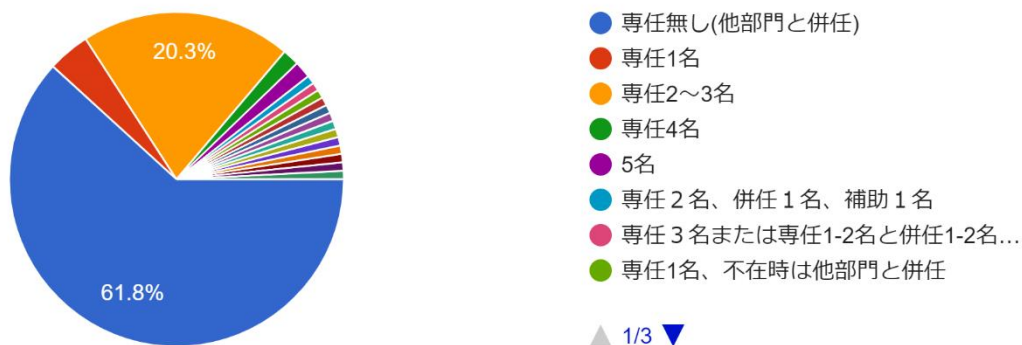 20.3%
61.8%
専任無し(他部門と併任)
専任1名
専任2〜3名
専任4名
5名
専任２名、併任１名、補助１名
専任３名または専任1-2名と併任1-2名…
専任1名、不在時は他部門と併任
1/3